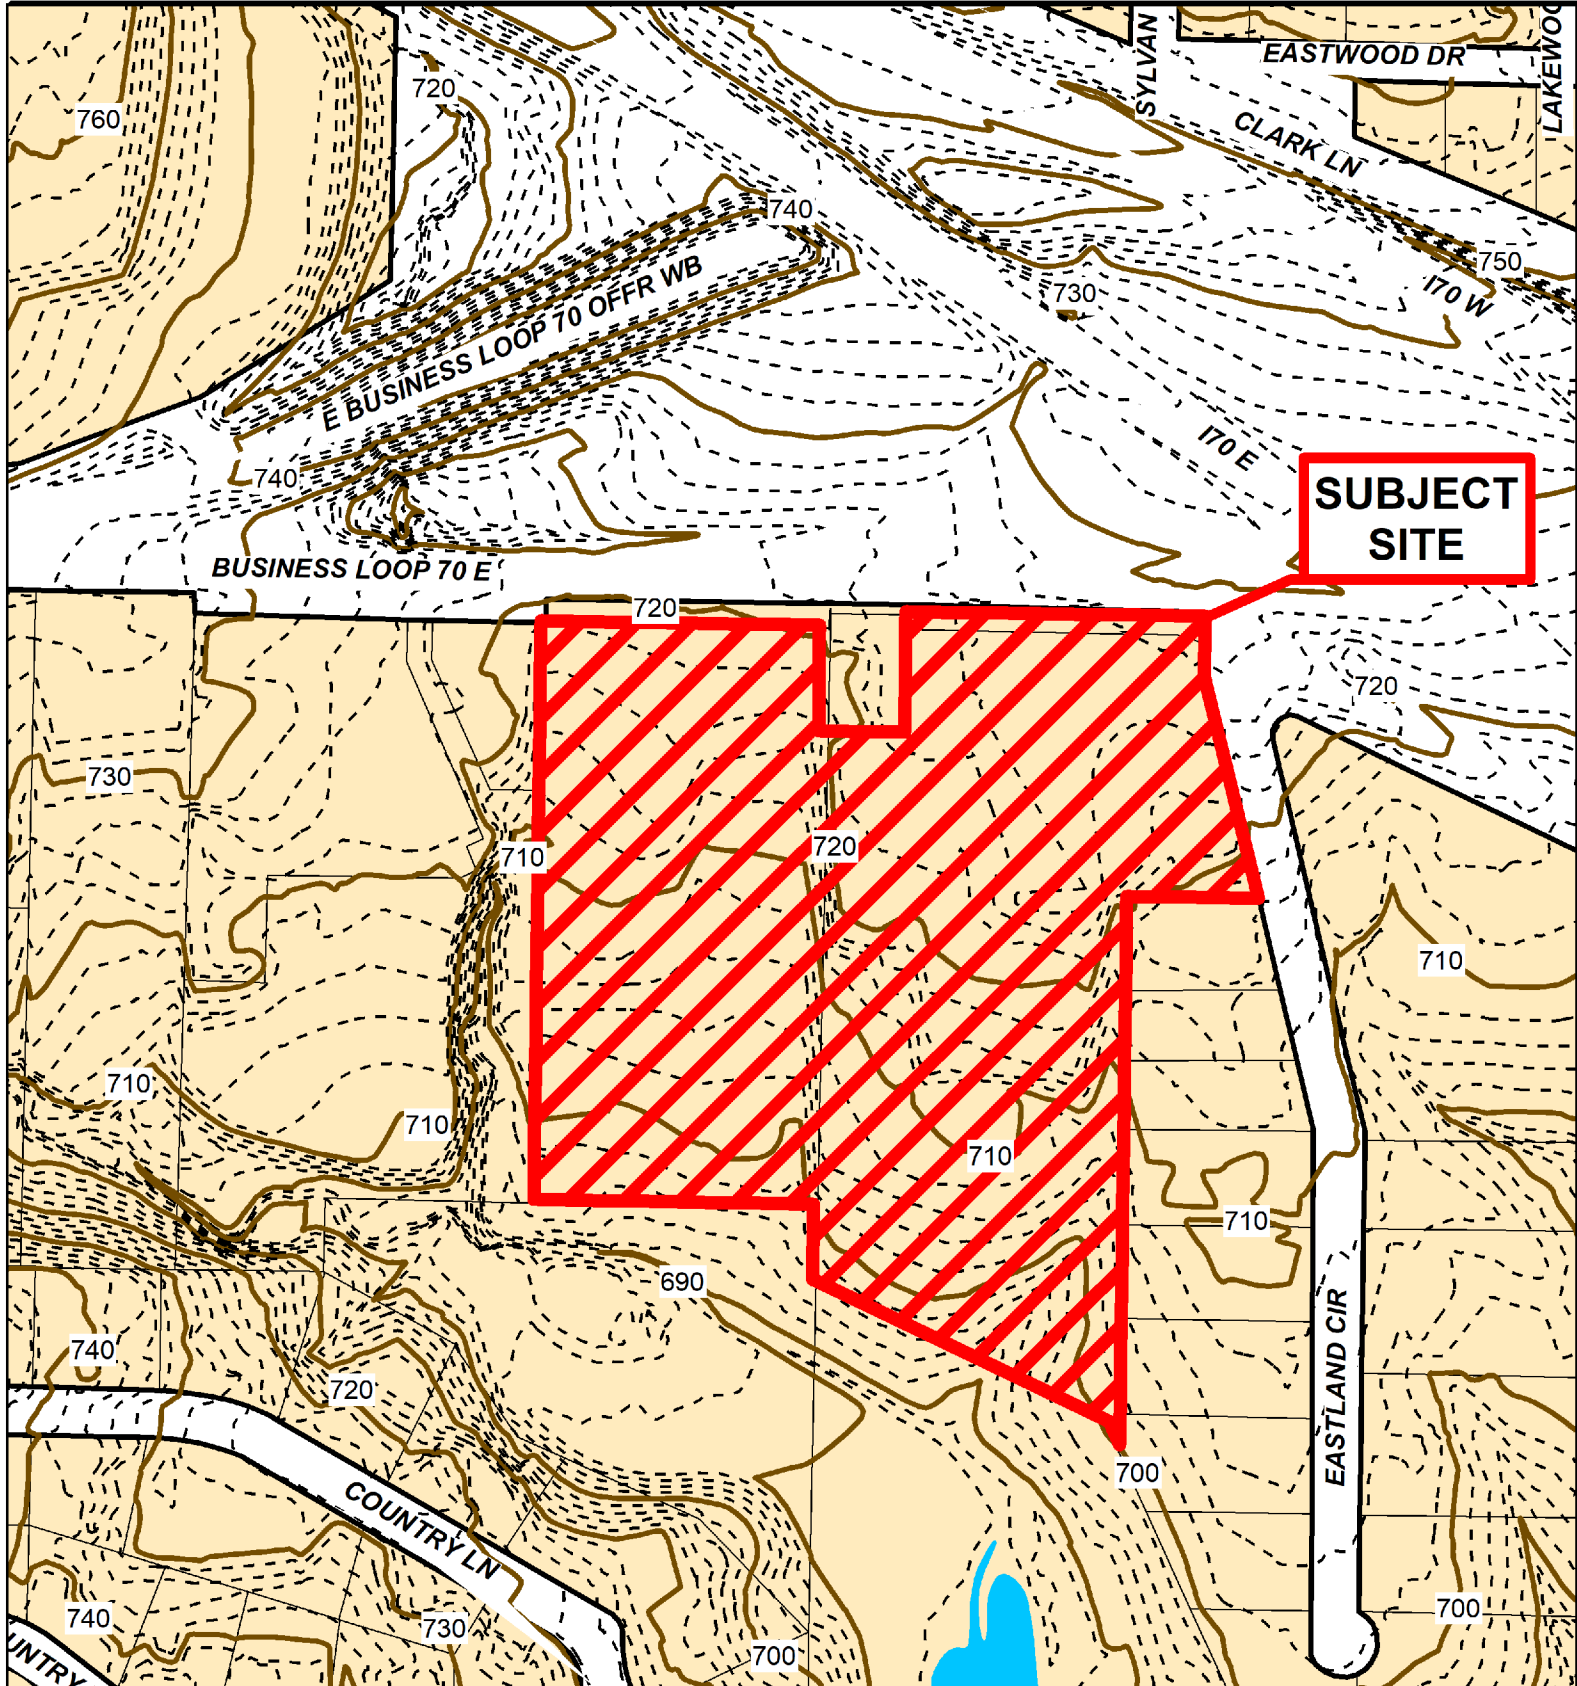 SYLVAN
EASTWOOD DR
LAKEWOO
720
760
CLARK LN
740
750
E BUSINESS LOOP 70 OFFR WB
730
I70 W
I70 E
740
SUBJECT
SITE
BUSINESS LOOP 70 E
720
720
730
720
710
710
710
710
710
710
690
740
720
EASTLAND CIR
700
COUNTRY LN
740
730
700
700
UNTRY